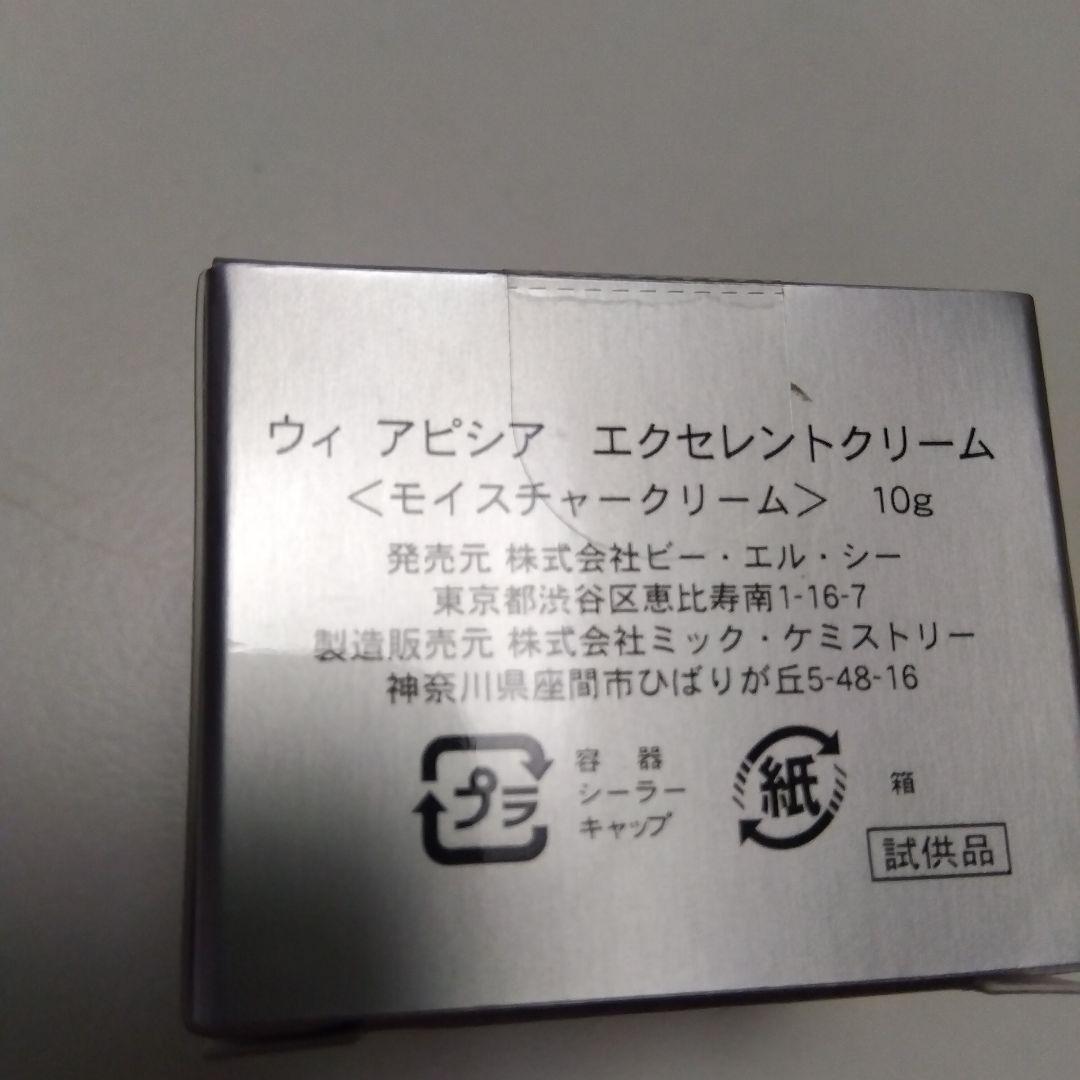 ウィ アピシア　エクセレントクリーム
＜モイスチャークリーム＞　10g
発売元 株式会社ビー・エル・シー
東京都渋谷区恵比寿南1-16-7
製造販売元 株式会社ミック・ケミストリー
神奈川県座間市ひばりが丘5-48-16
プラ
容　器
シーラー
キャップ
紙
箱
試供品